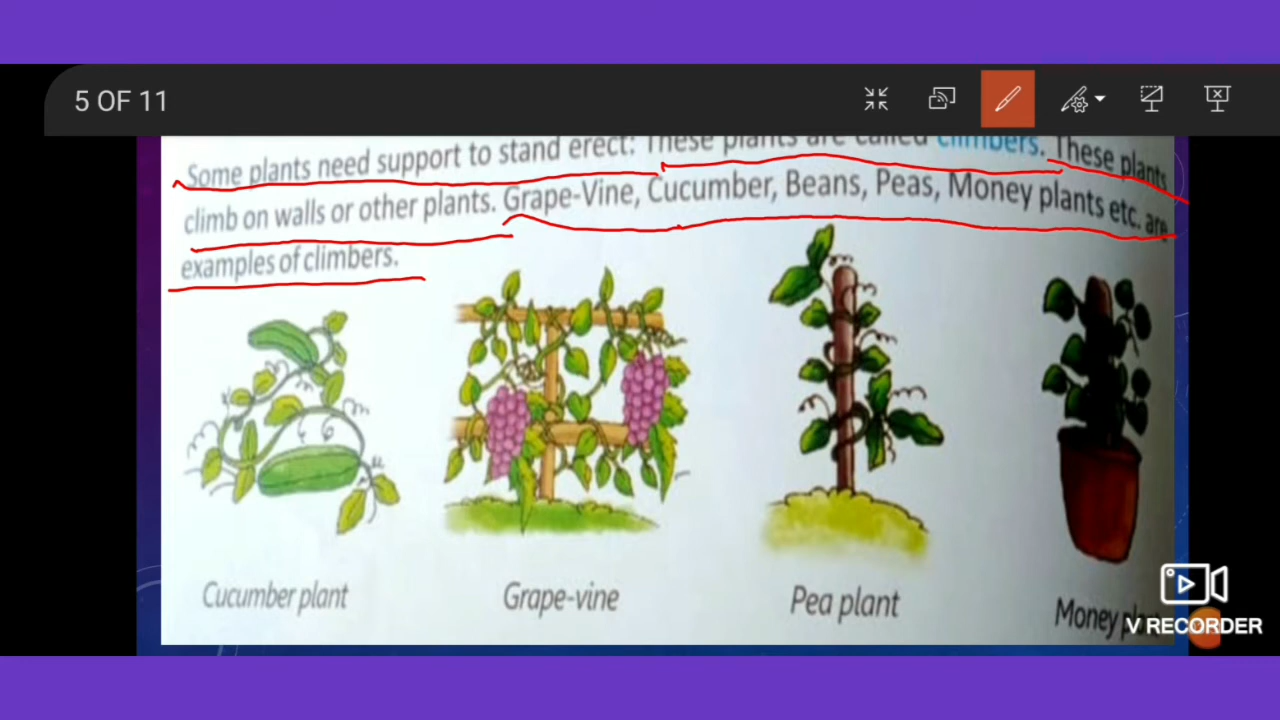 5 OF 11
Some plants need support to stand erect. These plants are called climbers. These plants
climb on walls or other plants. Grape-Vine, Cucumber, Beans, Peas, Money plants etc. are
examples of climbers.
Cucumber plant
Grape-vine
Pea plant
Money
V RECORDER